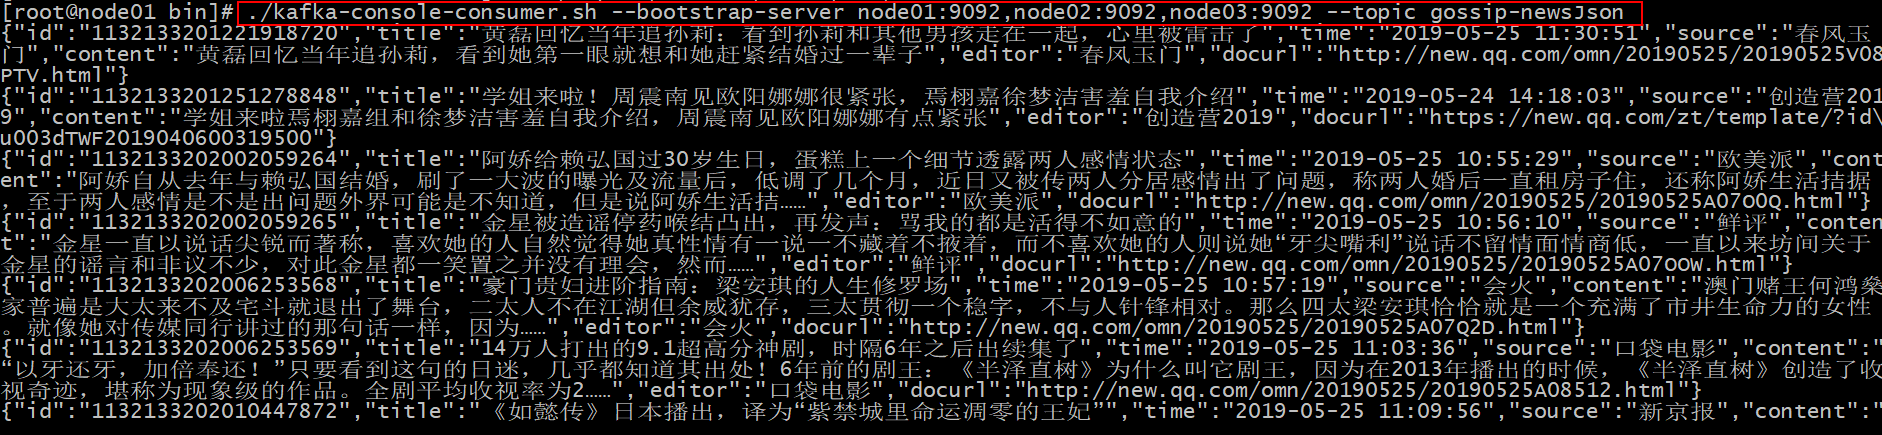 [root@node01 bin]# ./kafka-console-consumer.sh --bootstrap-server node01:9092,node02:9092,node03:9092 --topic gossip-newsJson
{"id":"1132133201221918720","title":"黄磊回忆当年追孙莉：看到孙莉和其他男孩走在一起，心里被雷击了","time":"2019-05-25 11:30:51","source":"春风玉
门","content":"黄磊回忆当年追孙莉，看到她第一眼就想和她赶紧结婚过一辈子","editor":"春风玉门","docurl":"http://new.qq.com/omn/20190525/20190525V08
PTV.html"}
{"id":"1132133201251278848","title":"学姐来啦！周震南见欧阳娜娜很紧张，焉栩嘉徐梦洁害羞自我介绍","time":"2019-05-24 14:18:03","source":"创造营201
9","content":"学姐来啦焉栩嘉组和徐梦洁害羞自我介绍，周震南见欧阳娜娜有点紧张","editor":"创造营2019","docurl":"https://new.qq.com/zt/template/?id\
u003dTWF2019040600319500"}
{"id":"1132133202002059264","title":"阿娇给赖弘国过30岁生日，蛋糕上一个细节透露两人感情状态","time":"2019-05-25 10:55:29","source":"欧美派","cont
ent":"阿娇自从去年与赖弘国结婚，刷了一大波的曝光及流量后，低调了几个月，近日又被传两人分居感情出了问题，称两人婚后一直租房子住，还称阿娇生活拮据
，至于两人感情是不是出问题外界可能是不知道，但是说阿娇生活拮……","editor":"欧美派","docurl":"http://new.qq.com/omn/20190525/20190525A07O0Q.html"}
{"id":"1132133202002059265","title":"金星被造谣停药喉结凸出，再发声：骂我的都是活得不如意的","time":"2019-05-25 10:56:10","source":"鲜评","conten
t":"金星一直以说话尖锐而著称，喜欢她的人自然觉得她真性情有一说一不藏着不掖着，而不喜欢她的人则说她“牙尖嘴利”说话不留情面情商低，一直以来坊间关于
金星的谣言和非议不少，对此金星都一笑置之并没有理会，然而……","editor":"鲜评","docurl":"http://new.qq.com/omn/20190525/20190525A07OOW.html"}
{"id":"1132133202006253568","title":"豪门贵妇进阶指南：梁安琪的人生修罗场","time":"2019-05-25 10:57:19","source":"会火","content":"澳门赌王何鸿燊
家普遍是大太来不及宅斗就退出了舞台，二太人不在江湖但余威犹存，三太贯彻一个稳字，不与人针锋相对。那么四太梁安琪恰恰就是一个充满了市井生命力的女性
。就像她对传媒同行讲过的那句话一样，因为……","editor":"会火","docurl":"http://new.qq.com/omn/20190525/20190525A07Q2D.html"}
{"id":"1132133202006253569","title":"14万人打出的9.1超高分神剧，时隔6年之后出续集了","time":"2019-05-25 11:03:36","source":"口袋电影","content":"
“以牙还牙，加倍奉还！”只要看到这句的日迷，几乎都知道其出处！6年前的剧王：《半泽直树》为什么叫它剧王，因为在2013年播出的时候，《半泽直树》创造了收
视奇迹，堪称为现象级的作品。全剧平均收视率为2……","editor":"口袋电影","docurl":"http://new.qq.com/omn/20190525/20190525A08512.html"}
{"id":"1132133202010447872","title":"《如懿传》日本播出，译为“紫禁城里命运凋零的王妃”","time":"2019-05-25 11:09:56","source":"新京报","content":"